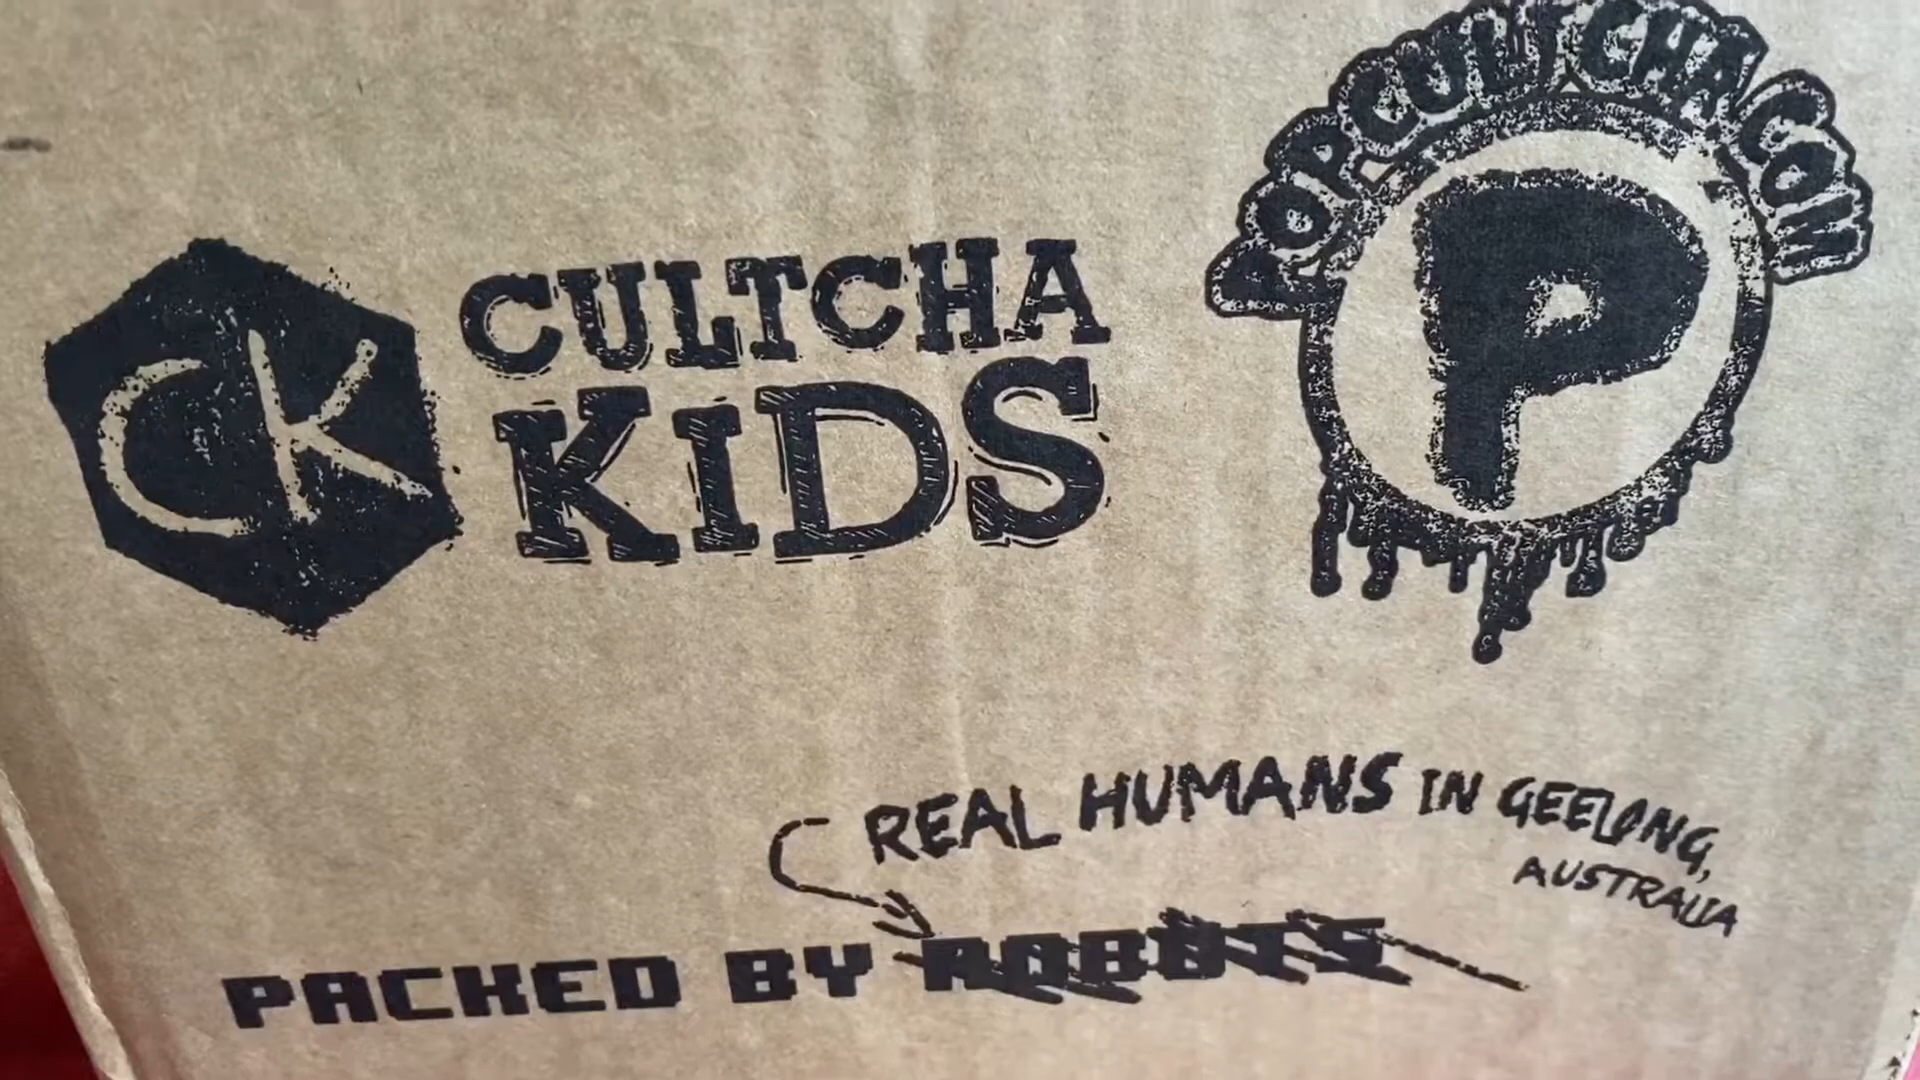 POPCULTCHA.COM
P
CK
CULTCHA
KIDS
REAL HUMANS IN GEELONG,
AUSTRALIA
PACKED BY ROBOTS